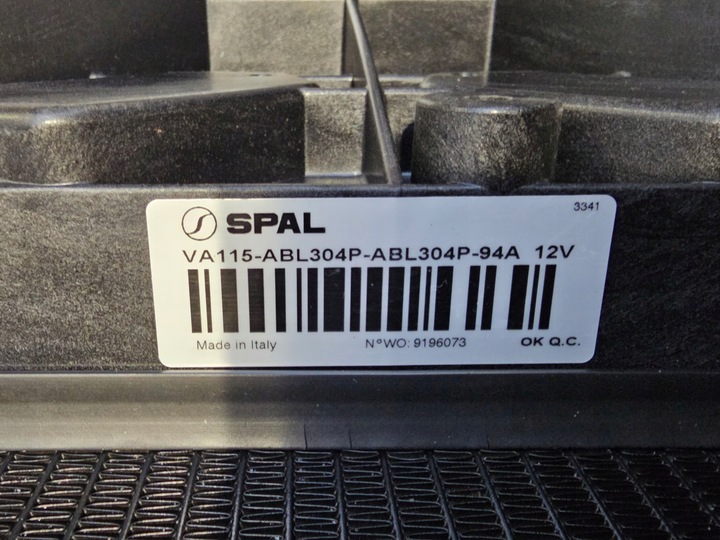 SPAL
3341
VA115-ABL304P-ABL304P-94A 12V
Made in Italy N°WO: 9196073 OK Q.C.